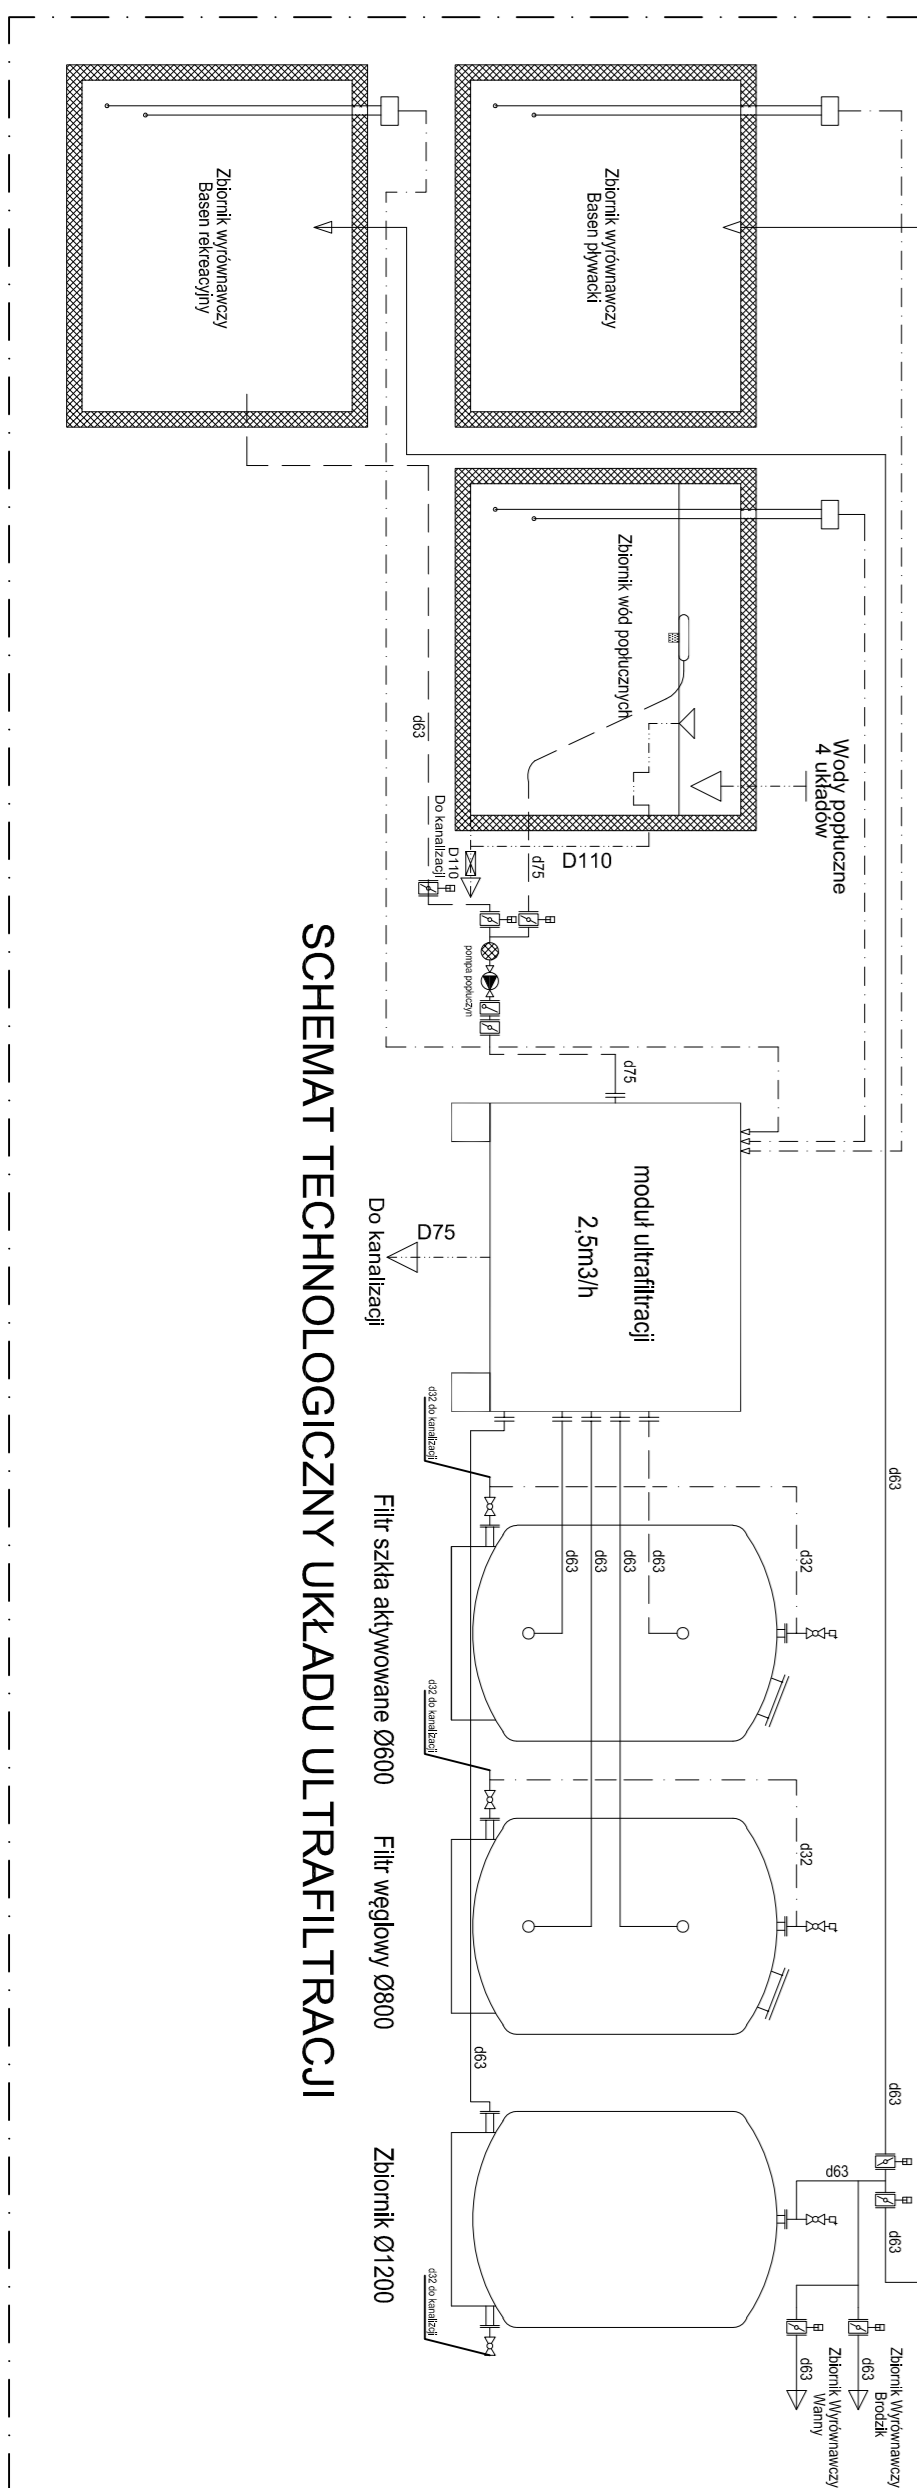 Zbiornik wyrównawczy
Basen rekreacyjny
Zbiornik wyrównawczy
Basen pływacki
Zbiornik wód popłucznych
Wody popłuczne
4 układów
d63
Do kanalizacji
D110
d75
D110
pompa popłuczyn
d75
moduł ultrafiltracji
2,5m3/h
D75
Do kanalizacji
d63
d32 do kanalizacji
d63
d63
d63
d63
d32
Filtr szkła aktywowane Ø600
d32 do kanalizacji
d32
Filtr węglowy Ø800
d63
d63
d63
d63
Zbiornik Ø1200
d32 do kanalizcji
d63
d63
Zbiornik Wyrównawczy
Brodzik
Zbiornik Wyrównawczy
Wanny
SCHEMAT TECHNOLOGICZNY UKŁADU ULTRAFILTRACJI